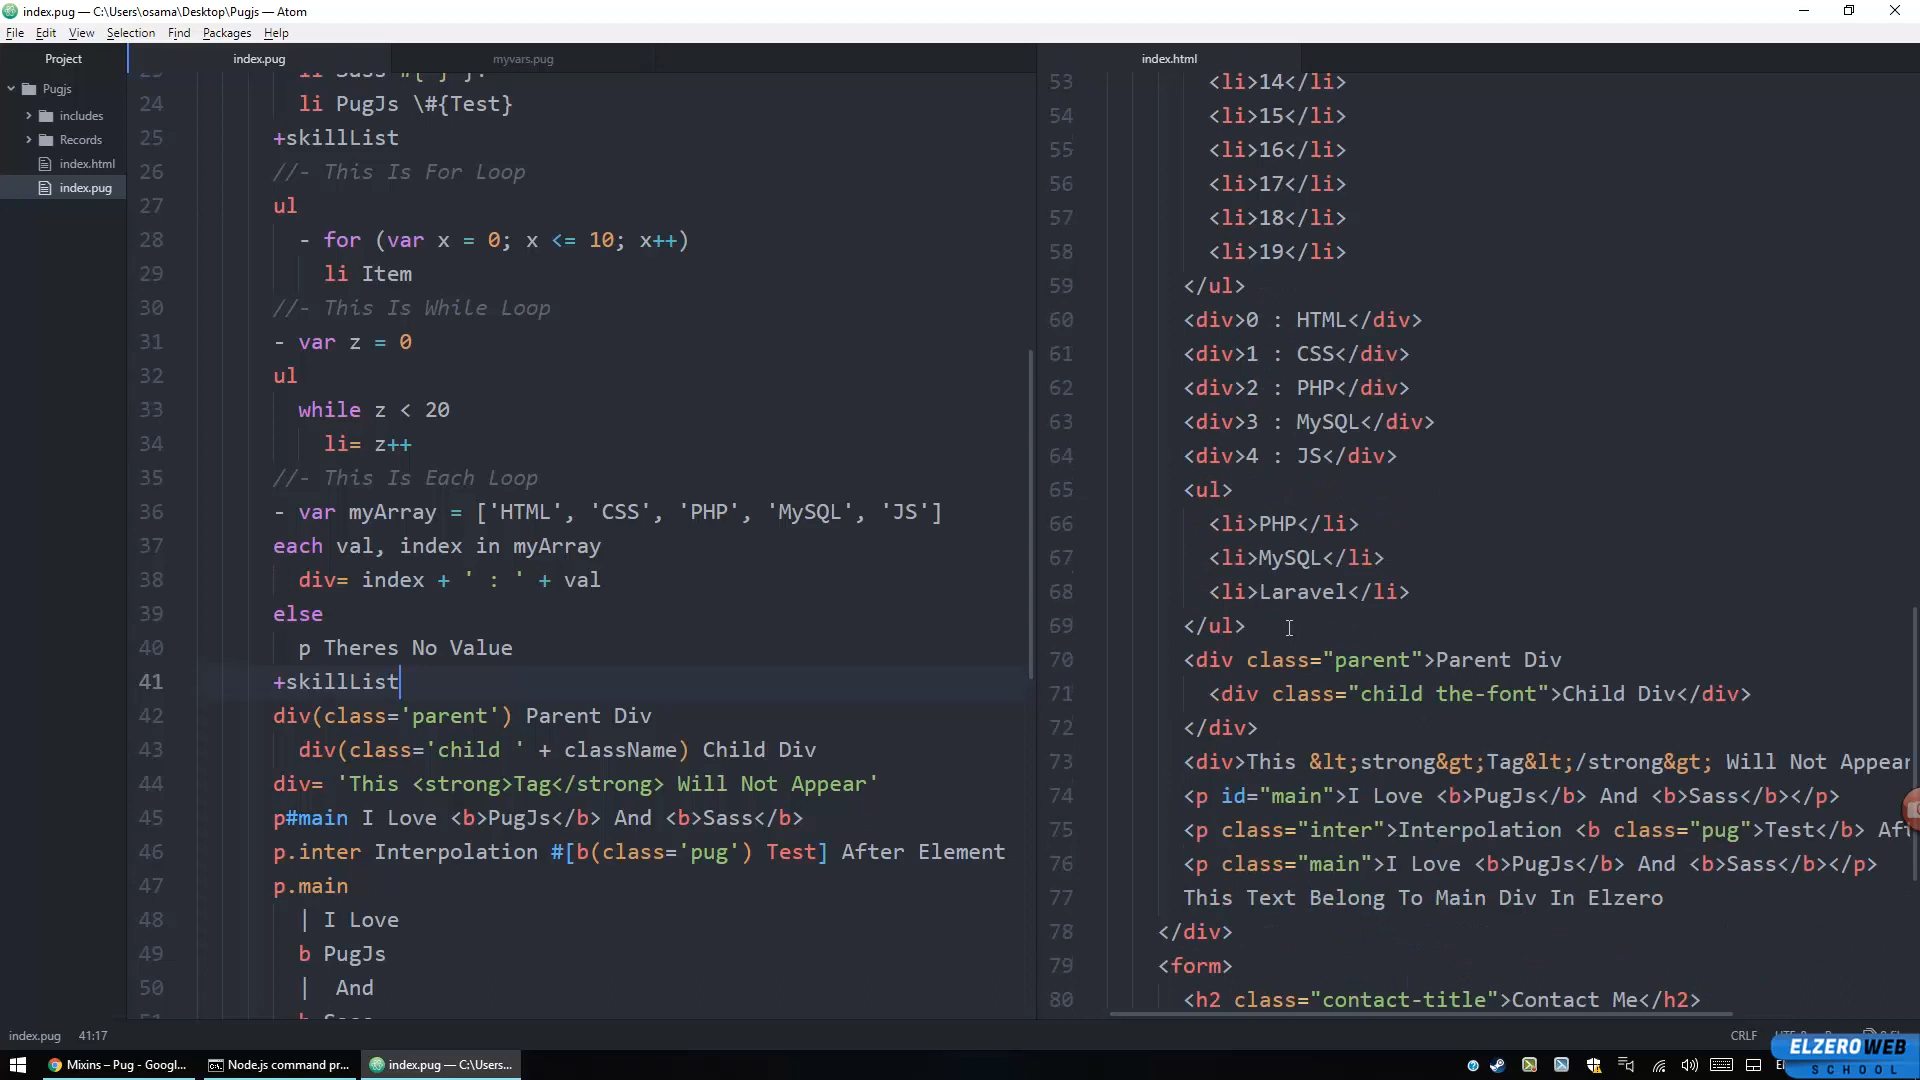 index.pug — C:\Users\osama\Desktop\Pugjs — Atom
File Edit View Selection Find Packages Help
Project
Pugjs
includes
Records
index.html
index.pug
index.pug myvars.pug
24 li PugJs \#{Test}
25 +skillList
26 //- This Is For Loop
27 ul
28 - for (var x = 0; x <= 10; x++)
29 li Item
30 //- This Is While Loop
31 - var z = 0
32 ul
33 while z < 20
34 li= z++
35 //- This Is Each Loop
36 - var myArray = ['HTML', 'CSS', 'PHP', 'MySQL', 'JS']
37 each val, index in myArray
38 div= index + ' : ' + val
39 else
40 p Theres No Value
41 +skillList
42 div(class='parent') Parent Div
43 div(class='child ' + className) Child Div
44 div= 'This <strong>Tag</strong> Will Not Appear'
45 p#main I Love <b>PugJs</b> And <b>Sass</b>
46 p.inter Interpolation #[b(class='pug') Test] After Element
47 p.main
48 | I Love
49 b PugJs
50 | And
index.html
53 <li>14</li>
54 <li>15</li>
55 <li>16</li>
56 <li>17</li>
57 <li>18</li>
58 <li>19</li>
59 </ul>
60 <div>0 : HTML</div>
61 <div>1 : CSS</div>
62 <div>2 : PHP</div>
63 <div>3 : MySQL</div>
64 <div>4 : JS</div>
65 <ul>
66 <li>PHP</li>
67 <li>MySQL</li>
68 <li>Laravel</li>
69 </ul>
70 <div class="parent">Parent Div
71 <div class="child the-font">Child Div</div>
72 </div>
73 <div>This &lt;strong&gt;Tag&lt;/strong&gt; Will Not Appear
74 <p id="main">I Love <b>PugJs</b> And <b>Sass</b></p>
75 <p class="inter">Interpolation <b class="pug">Test</b> Af
76 <p class="main">I Love <b>PugJs</b> And <b>Sass</b></p>
77 This Text Belong To Main Div In Elzero
78 </div>
79 <form>
80 <h2 class="contact-title">Contact Me</h2>
index.pug 41:17
CRLF
Mixins – Pug - Googl...
Node.js command pr...
index.pug — C:\Users...
ELZEROWEB
SCHOOL